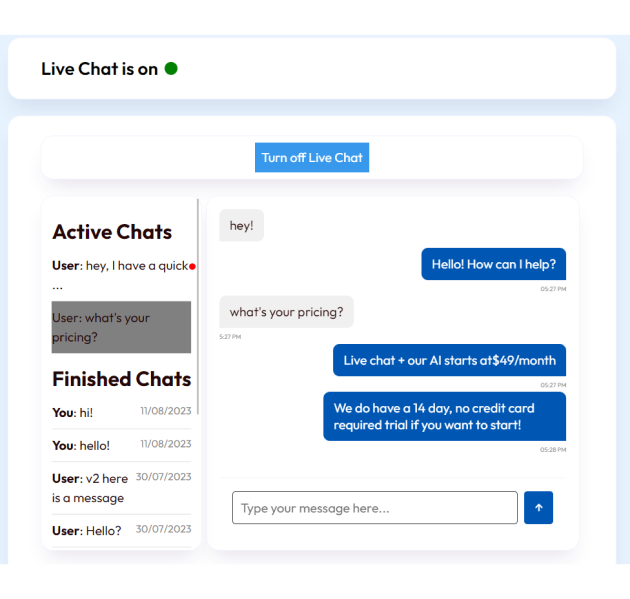 Live Chat is on
Turn off Live Chat
Active Chats
User: hey, I have a quick
...
User: what's your
pricing?
Finished Chats
You: hi! 11/08/2023
You: hello! 11/08/2023
User: v2 here 30/07/2023
is a message
User: Hello? 30/07/2023
hey!
Hello! How can I help?
05:27 PM
what's your pricing?
5:27 PM
Live chat + our AI starts at$49/month
05:27 PM
We do have a 14 day, no credit card
required trial if you want to start!
05:28 PM
Type your message here...